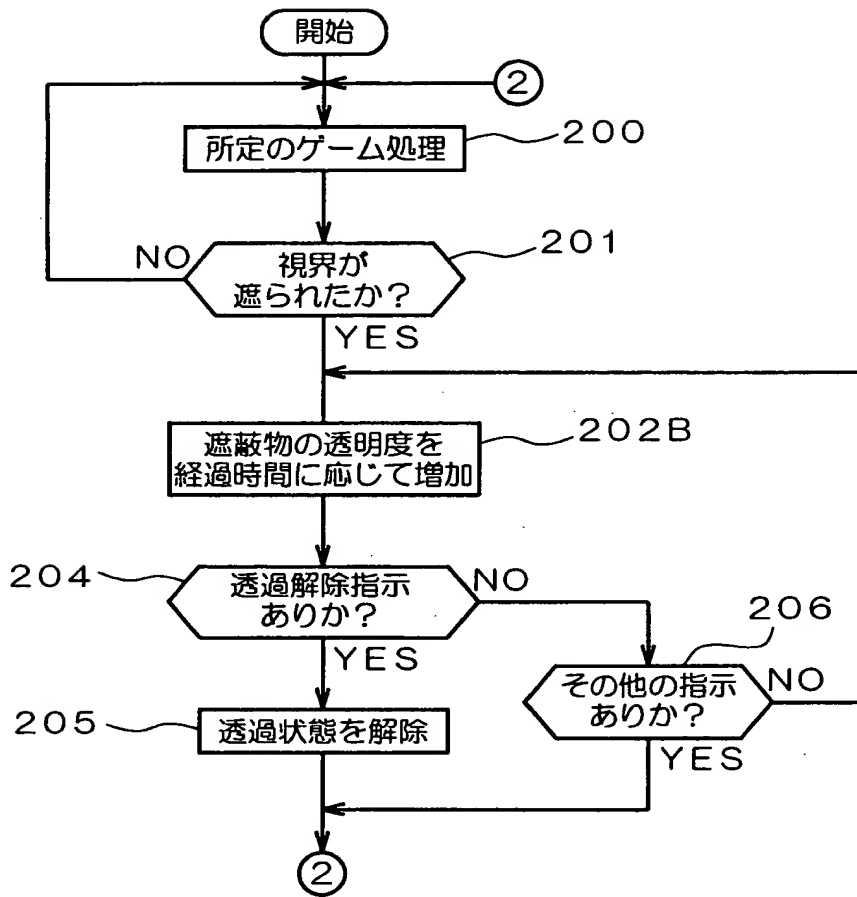 開始
②
所定のゲーム処理
200
視界が
遮られたか？
201
NO
YES
遮蔽物の透明度を
経過時間に応じて増加
202B
204
透過解除指示
ありか？
NO
YES
206
その他の指示
ありか？
NO
YES
205
透過状態を解除
②